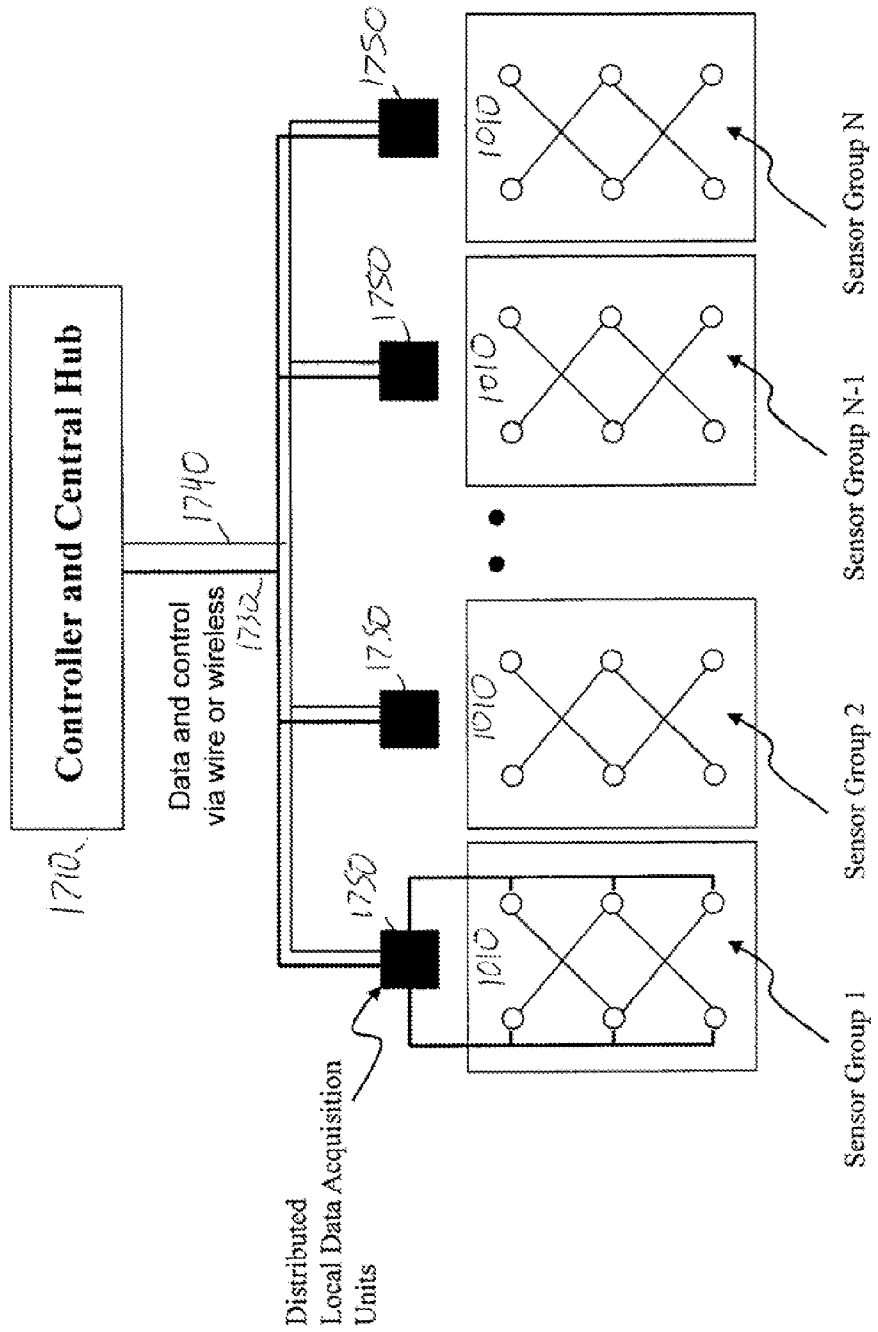 Controller and Central Hub
1710
1740
Data and control
via wire or wireless
1730
1750
1750
1750
1750
Distributed
Local Data Acquisition
Units
1010
1010
1010
1010
Sensor Group 1
Sensor Group 2
Sensor Group N-1
Sensor Group N